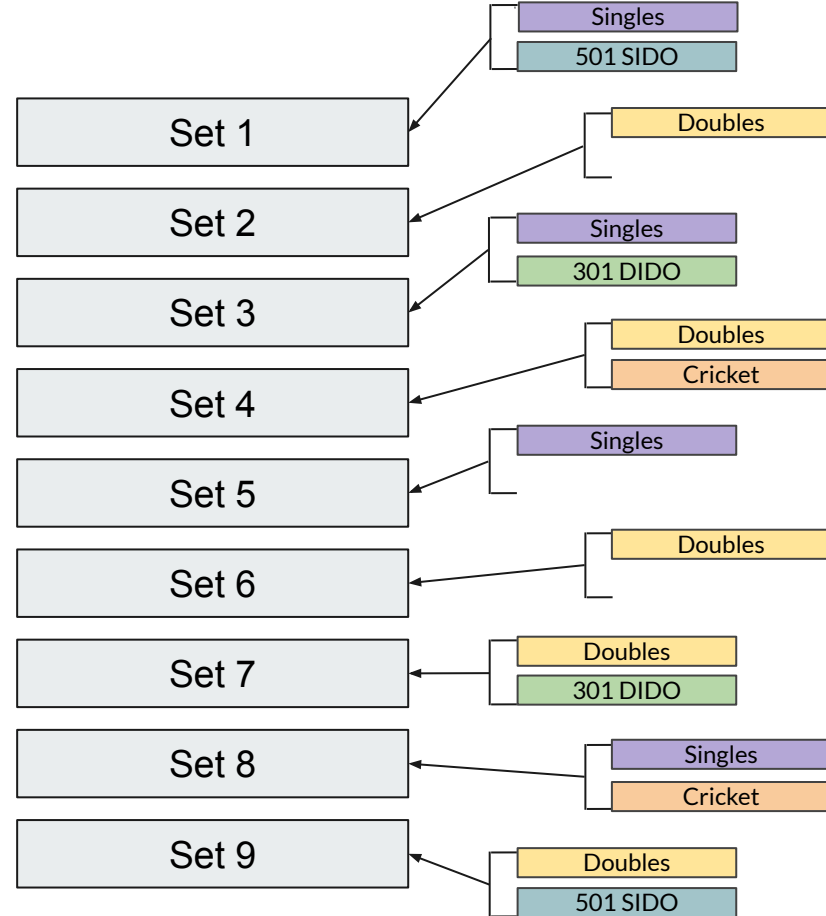 Singles
501 SIDO
Set 1
Doubles
Set 2
Singles
301 DIDO
Set 3
Doubles
Cricket
Set 4
Singles
Set 5
Doubles
Set 6
Doubles
301 DIDO
Set 7
Singles
Cricket
Set 8
Doubles
501 SIDO
Set 9